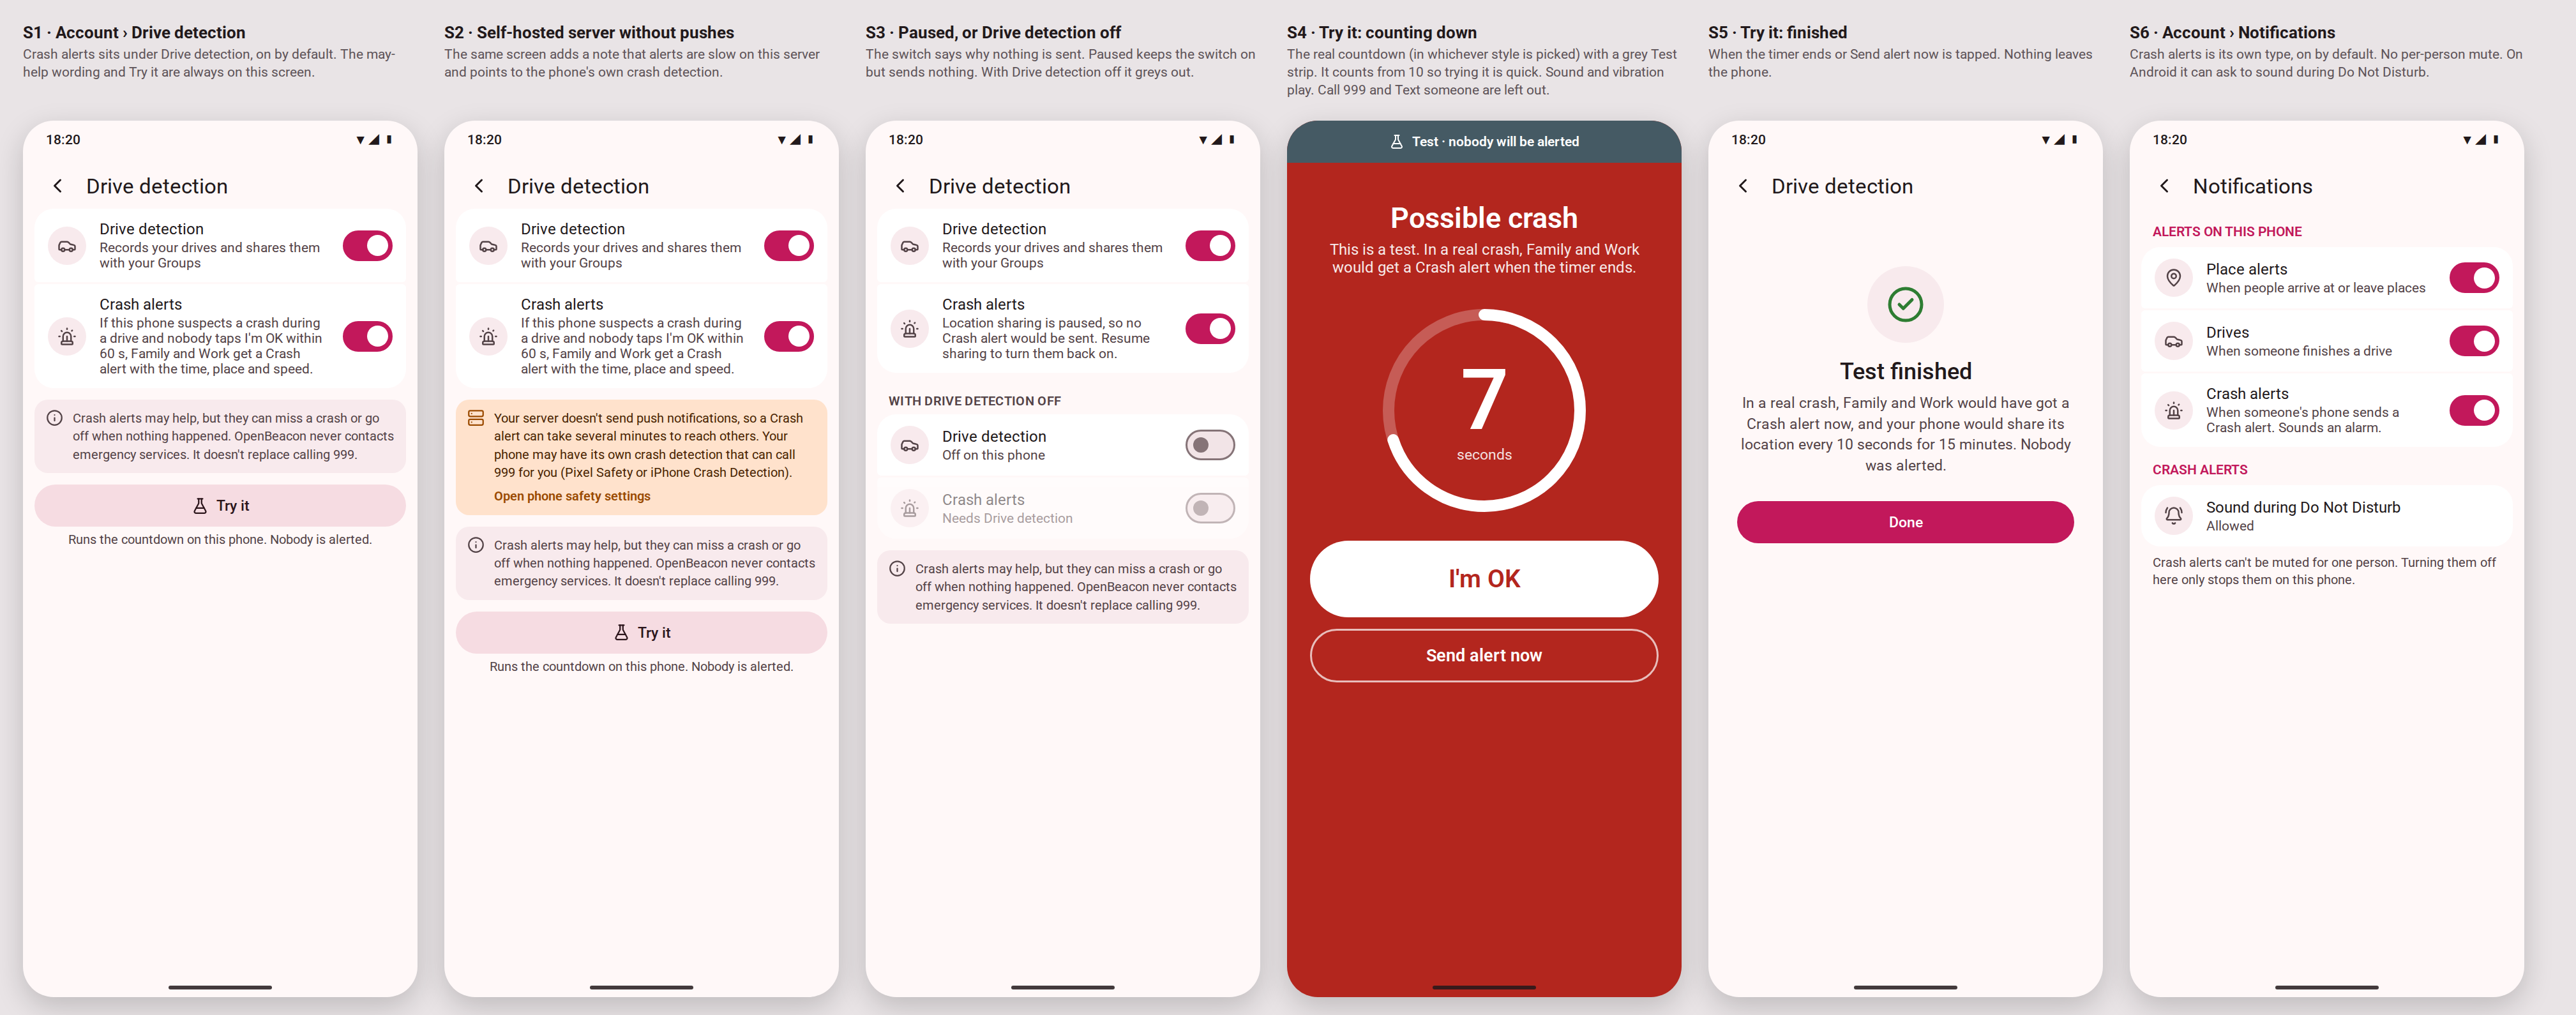 S1 · Account › Drive detection
Crash alerts sits under Drive detection, on by default. The may-
help wording and Try it are always on this screen.
18:20
Drive detection
Drive detection
Records your drives and shares them
with your Groups
Crash alerts
If this phone suspects a crash during
a drive and nobody taps I'm OK within
60 s, Family and Work get a Crash
alert with the time, place and speed.
Crash alerts may help, but they can miss a crash or go
off when nothing happened. OpenBeacon never contacts
emergency services. It doesn't replace calling 999.
Try it
Runs the countdown on this phone. Nobody is alerted.
S2 · Self-hosted server without pushes
The same screen adds a note that alerts are slow on this server
and points to the phone's own crash detection.
18:20
Drive detection
Drive detection
Records your drives and shares them
with your Groups
Crash alerts
If this phone suspects a crash during
a drive and nobody taps I'm OK within
60 s, Family and Work get a Crash
alert with the time, place and speed.
Your server doesn't send push notifications, so a Crash
alert can take several minutes to reach others. Your
phone may have its own crash detection that can call
999 for you (Pixel Safety or iPhone Crash Detection).
Open phone safety settings
Crash alerts may help, but they can miss a crash or go
off when nothing happened. OpenBeacon never contacts
emergency services. It doesn't replace calling 999.
Try it
Runs the countdown on this phone. Nobody is alerted.
S3 · Paused, or Drive detection off
The switch says why nothing is sent. Paused keeps the switch on
but sends nothing. With Drive detection off it greys out.
18:20
Drive detection
Drive detection
Records your drives and shares them
with your Groups
Crash alerts
Location sharing is paused, so no
Crash alert would be sent. Resume
sharing to turn them back on.
WITH DRIVE DETECTION OFF
Drive detection
Off on this phone
Crash alerts
Needs Drive detection
Crash alerts may help, but they can miss a crash or go
off when nothing happened. OpenBeacon never contacts
emergency services. It doesn't replace calling 999.
S4 · Try it: counting down
The real countdown (in whichever style is picked) with a grey Test
strip. It counts from 10 so trying it is quick. Sound and vibration
play. Call 999 and Text someone are left out.
Test · nobody will be alerted
Possible crash
This is a test. In a real crash, Family and Work
would get a Crash alert when the timer ends.
7
seconds
I'm OK
Send alert now
S5 · Try it: finished
When the timer ends or Send alert now is tapped. Nothing leaves
the phone.
18:20
Drive detection
Test finished
In a real crash, Family and Work would have got a
Crash alert now, and your phone would share its
location every 10 seconds for 15 minutes. Nobody
was alerted.
Done
S6 · Account › Notifications
Crash alerts is its own type, on by default. No per-person mute. On
Android it can ask to sound during Do Not Disturb.
18:20
Notifications
ALERTS ON THIS PHONE
Place alerts
When people arrive at or leave places
Drives
When someone finishes a drive
Crash alerts
When someone's phone sends a
Crash alert. Sounds an alarm.
CRASH ALERTS
Sound during Do Not Disturb
Allowed
Crash alerts can't be muted for one person. Turning them off
here only stops them on this phone.